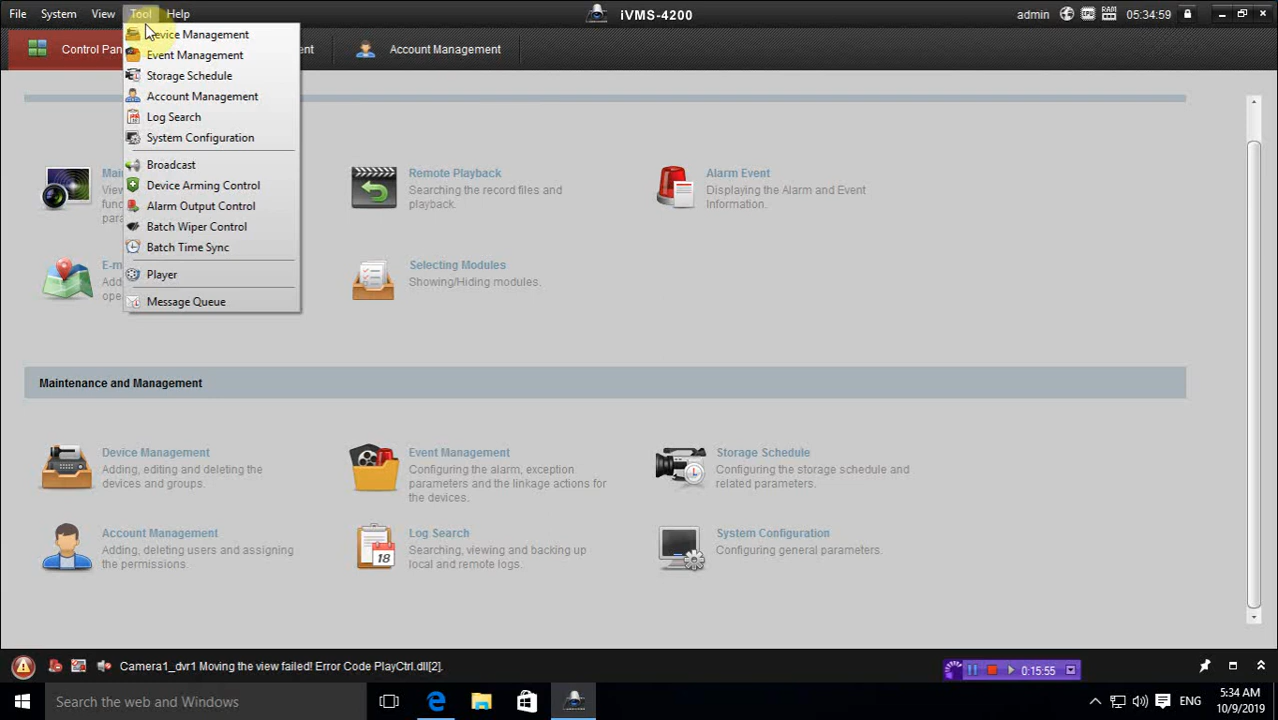 File System View Tool Help iVMS-4200 admin CPU RAM 05:34:59
Control Pan Account Management
Device Management
Event Management
Storage Schedule
Account Management
Log Search
System Configuration
Broadcast
Device Arming Control
Alarm Output Control
Batch Wiper Control
Batch Time Sync
Player
Message Queue
Remote Playback
Searching the record files and
playback.
Alarm Event
Displaying the Alarm and Event
Information.
Selecting Modules
Showing/Hiding modules.
Maintenance and Management
Device Management
Adding, editing and deleting the
devices and groups.
Event Management
Configuring the alarm, exception
parameters and the linkage actions for
the devices.
Storage Schedule
Configuring the storage schedule and
related parameters.
Account Management
Adding, deleting users and assigning
the permissions.
Log Search
Searching, viewing and backing up
local and remote logs.
18
System Configuration
Configuring general parameters.
Camera1_dvr1 Moving the view failed! Error Code PlayCtrl.dll[2].
0:15:55
Search the web and Windows
ENG
5:34 AM
10/9/2019